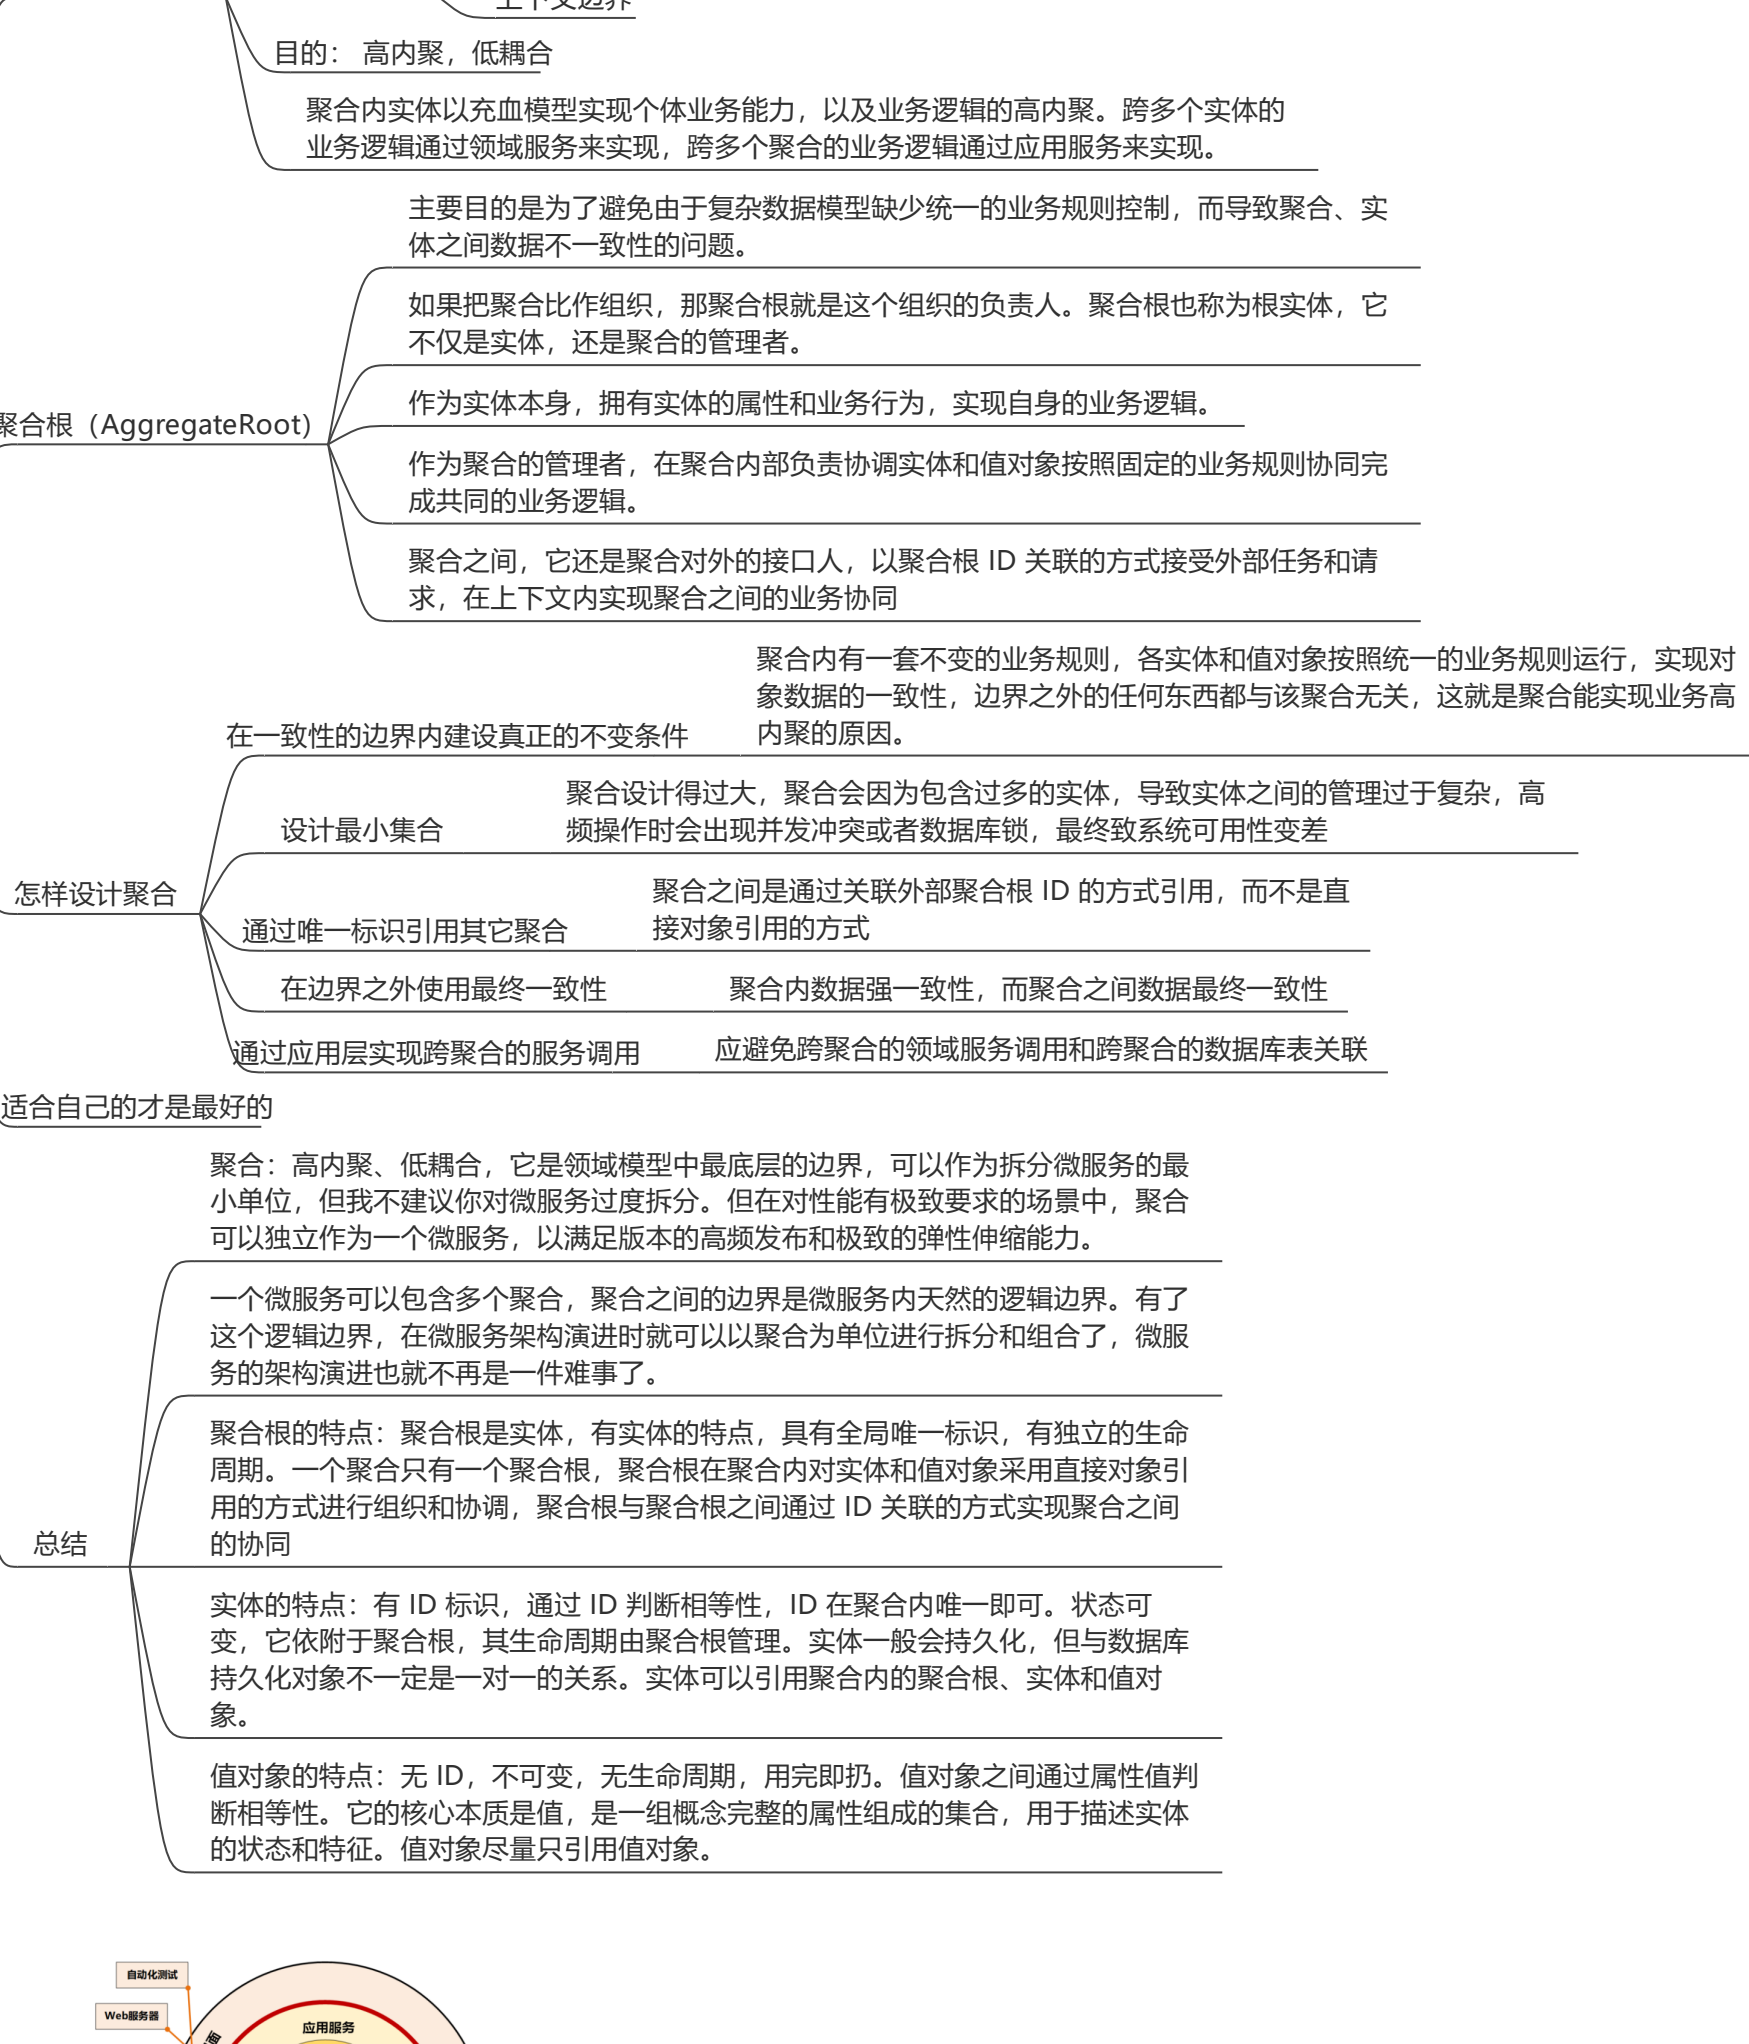 上下文边界
目的： 高内聚，低耦合
聚合内实体以充血模型实现个体业务能力，以及业务逻辑的高内聚。跨多个实体的
业务逻辑通过领域服务来实现，跨多个聚合的业务逻辑通过应用服务来实现。
主要目的是为了避免由于复杂数据模型缺少统一的业务规则控制，而导致聚合、实
体之间数据不一致性的问题。
如果把聚合比作组织，那聚合根就是这个组织的负责人。聚合根也称为根实体，它
不仅是实体，还是聚合的管理者。
聚合根（AggregateRoot）
作为实体本身，拥有实体的属性和业务行为，实现自身的业务逻辑。
作为聚合的管理者，在聚合内部负责协调实体和值对象按照固定的业务规则协同完
成共同的业务逻辑。
聚合之间，它还是聚合对外的接口人，以聚合根 ID 关联的方式接受外部任务和请
求，在上下文内实现聚合之间的业务协同
怎样设计聚合
在一致性的边界内建设真正的不变条件
聚合内有一套不变的业务规则，各实体和值对象按照统一的业务规则运行，实现对
象数据的一致性，边界之外的任何东西都与该聚合无关，这就是聚合能实现业务高
内聚的原因。
设计最小集合
聚合设计得过大，聚合会因为包含过多的实体，导致实体之间的管理过于复杂，高
频操作时会出现并发冲突或者数据库锁，最终致系统可用性变差
通过唯一标识引用其它聚合
聚合之间是通过关联外部聚合根 ID 的方式引用，而不是直
接对象引用的方式
在边界之外使用最终一致性
聚合内数据强一致性，而聚合之间数据最终一致性
通过应用层实现跨聚合的服务调用
应避免跨聚合的领域服务调用和跨聚合的数据库表关联
适合自己的才是最好的
总结
聚合：高内聚、低耦合，它是领域模型中最底层的边界，可以作为拆分微服务的最
小单位，但我不建议你对微服务过度拆分。但在对性能有极致要求的场景中，聚合
可以独立作为一个微服务，以满足版本的高频发布和极致的弹性伸缩能力。
一个微服务可以包含多个聚合，聚合之间的边界是微服务内天然的逻辑边界。有了
这个逻辑边界，在微服务架构演进时就可以以聚合为单位进行拆分和组合了，微服
务的架构演进也就不再是一件难事了。
聚合根的特点：聚合根是实体，有实体的特点，具有全局唯一标识，有独立的生命
周期。一个聚合只有一个聚合根，聚合根在聚合内对实体和值对象采用直接对象引
用的方式进行组织和协调，聚合根与聚合根之间通过 ID 关联的方式实现聚合之间
的协同
实体的特点：有 ID 标识，通过 ID 判断相等性，ID 在聚合内唯一即可。状态可
变，它依附于聚合根，其生命周期由聚合根管理。实体一般会持久化，但与数据库
持久化对象不一定是一对一的关系。实体可以引用聚合内的聚合根、实体和值对
象。
值对象的特点：无 ID，不可变，无生命周期，用完即扔。值对象之间通过属性值判
断相等性。它的核心本质是值，是一组概念完整的属性组成的集合，用于描述实体
的状态和特征。值对象尽量只引用值对象。
自动化测试
Web服务器
应用服务
面